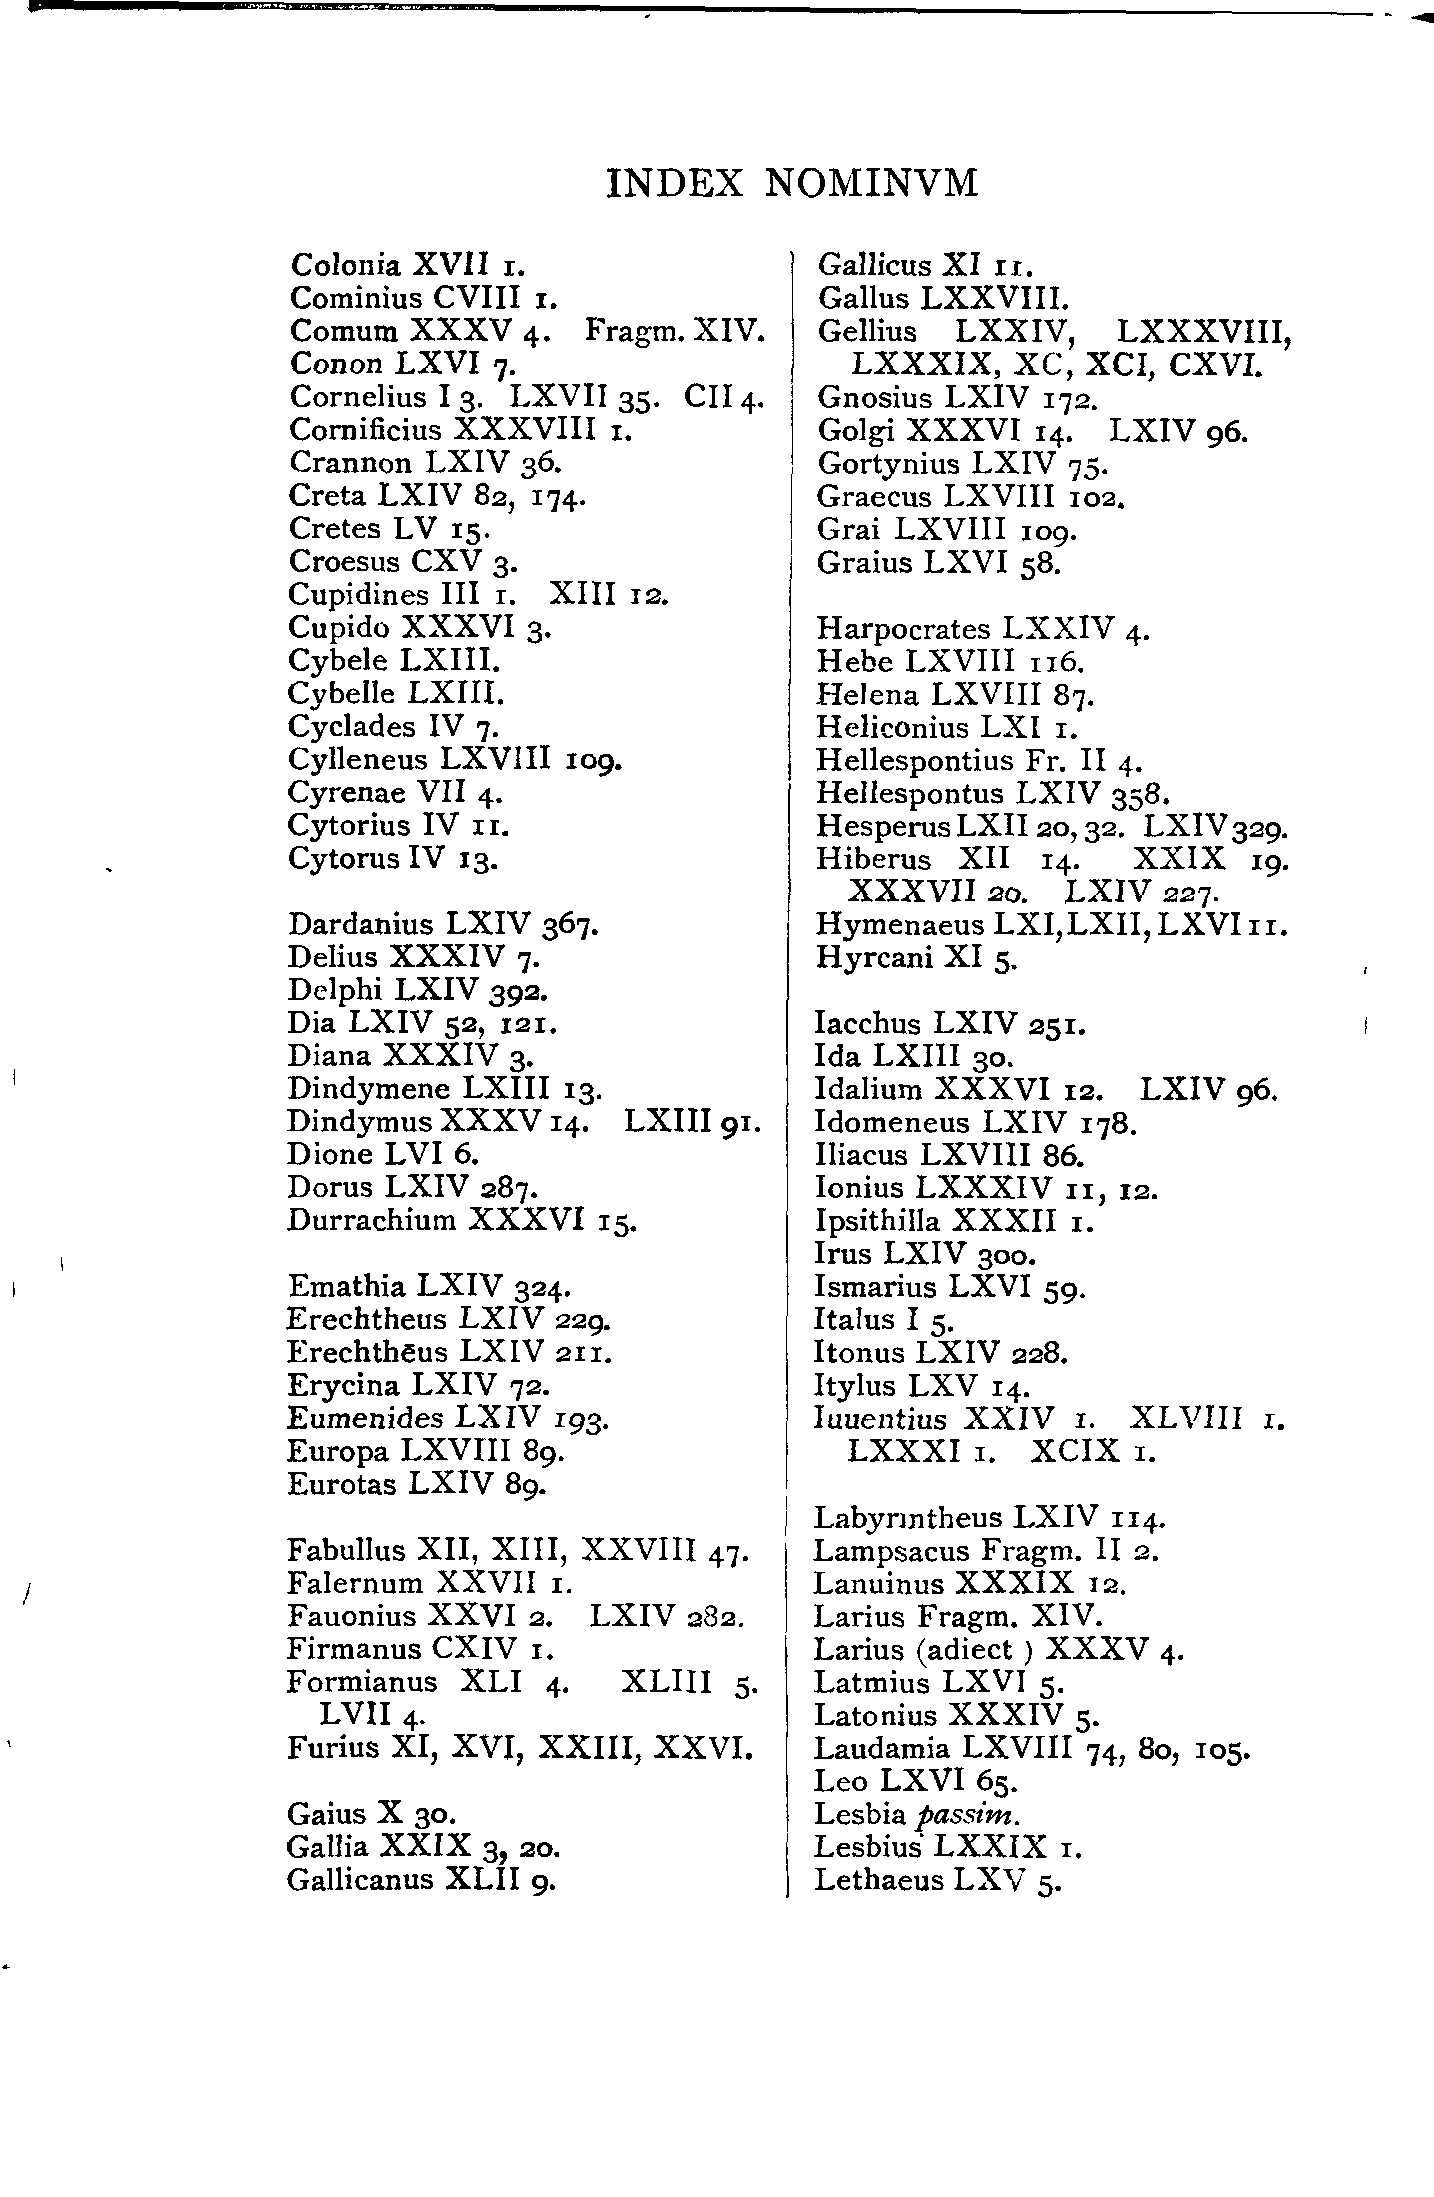 INDEX NOMINVM
Colonia XVII 1.
Cominius CVIII 1.
Comum XXXV 4. Fragm. XIV.
Conon LXVI 7.
Cornelius I 3. LXVII 35. CII 4.
Cornificius XXXVIII 1.
Crannon LXIV 36.
Creta LXIV 82, 174.
Cretes LV 15.
Croesus CXV 3.
Cupidines III 1. XIII 12.
Cupido XXXVI 3.
Cybele LXIII.
Cybelle LXIII.
Cyclades IV 7.
Cylleneus LXVIII 109.
Cyrenae VII 4.
Cytorius IV 11.
Cytorus IV 13.
Dardanius LXIV 367.
Delius XXXIV 7.
Delphi LXIV 392.
Dia LXIV 52, 121.
Diana XXXIV 3.
Dindymene LXIII 13.
Dindymus XXXV 14. LXIII 91.
Dione LVI 6.
Dorus LXIV 287.
Durrachium XXXVI 15.
Emathia LXIV 324.
Erechtheus LXIV 229.
Erechthēus LXIV 211.
Erycina LXIV 72.
Eumenides LXIV 193.
Europa LXVIII 89.
Eurotas LXIV 89.
Fabullus XII, XIII, XXVIII 47.
Falernum XXVII 1.
Fauonius XXVI 2. LXIV 282.
Firmanus CXIV 1.
Formianus XLI 4. XLIII 5.
LVII 4.
Furius XI, XVI, XXIII, XXVI.
Gaius X 30.
Gallia XXIX 3, 20.
Gallicanus XLII 9.
Gallicus XI 11.
Gallus LXXVIII.
Gellius LXXIV, LXXXVIII,
LXXXIX, XC, XCI, CXVI.
Gnosius LXIV 172.
Golgi XXXVI 14. LXIV 96.
Gortynius LXIV 75.
Graecus LXVIII 102.
Grai LXVIII 109.
Graius LXVI 58.
Harpocrates LXXIV 4.
Hebe LXVIII 116.
Helena LXVIII 87.
Heliconius LXI 1.
Hellespontius Fr. II 4.
Hellespontus LXIV 358.
Hesperus LXII 20, 32. LXIV 329.
Hiberus XII 14. XXIX 19.
XXXVII 20. LXIV 227.
Hymenaeus LXI, LXII, LXVI 11.
Hyrcani XI 5.
Iacchus LXIV 251.
Ida LXIII 30.
Idalium XXXVI 12. LXIV 96.
Idomeneus LXIV 178.
Iliacus LXVIII 86.
Ionius LXXXIV 11, 12.
Ipsithilla XXXII 1.
Irus LXIV 300.
Ismarius LXVI 59.
Italus I 5.
Itonus LXIV 228.
Itylus LXV 14.
Iuuentius XXIV 1. XLVIII 1.
LXXXI 1. XCIX 1.
Labyrintheus LXIV 114.
Lampsacus Fragm. II 2.
Lanuinus XXXIX 12.
Larius Fragm. XIV.
Larius (adiect ) XXXV 4.
Latmius LXVI 5.
Latonius XXXIV 5.
Laudamia LXVIII 74, 80, 105.
Leo LXVI 65.
Lesbia passim.
Lesbius LXXIX 1.
Lethaeus LXV 5.